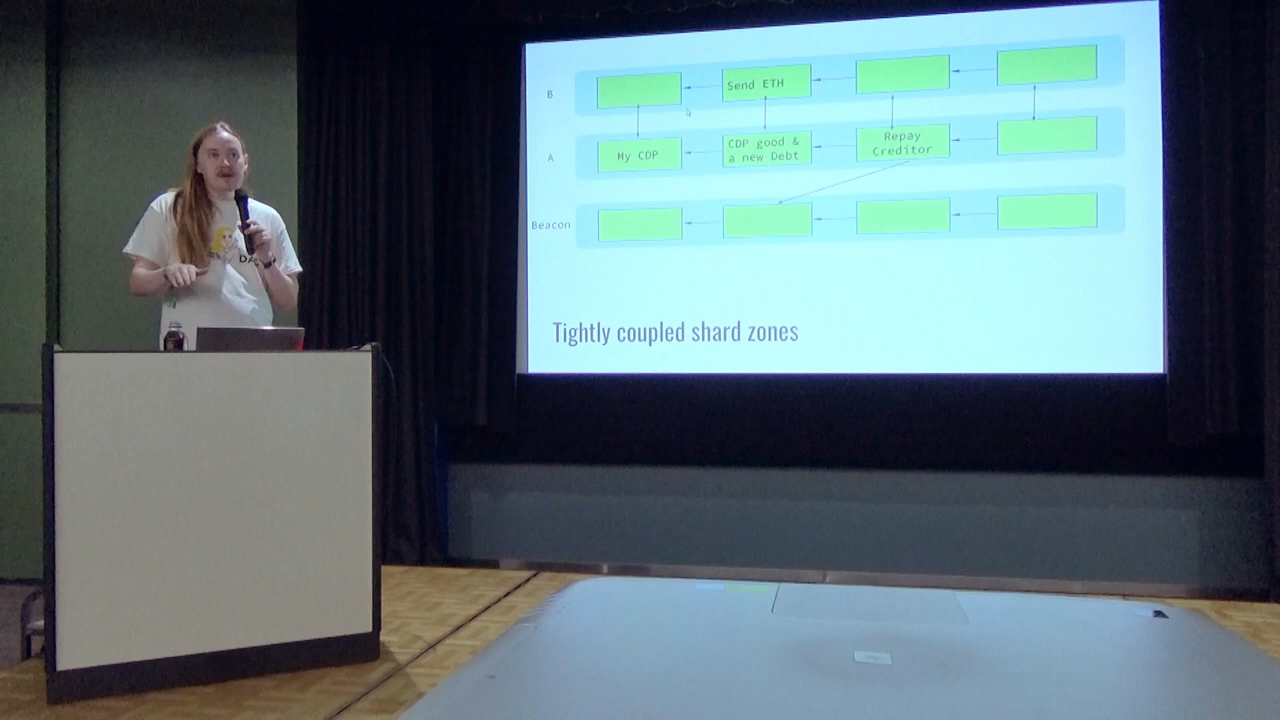 B
Send ETH
A
My CDP
CDP good &
a new Debt
Repay
Creditor
Beacon
Tightly coupled shard zones